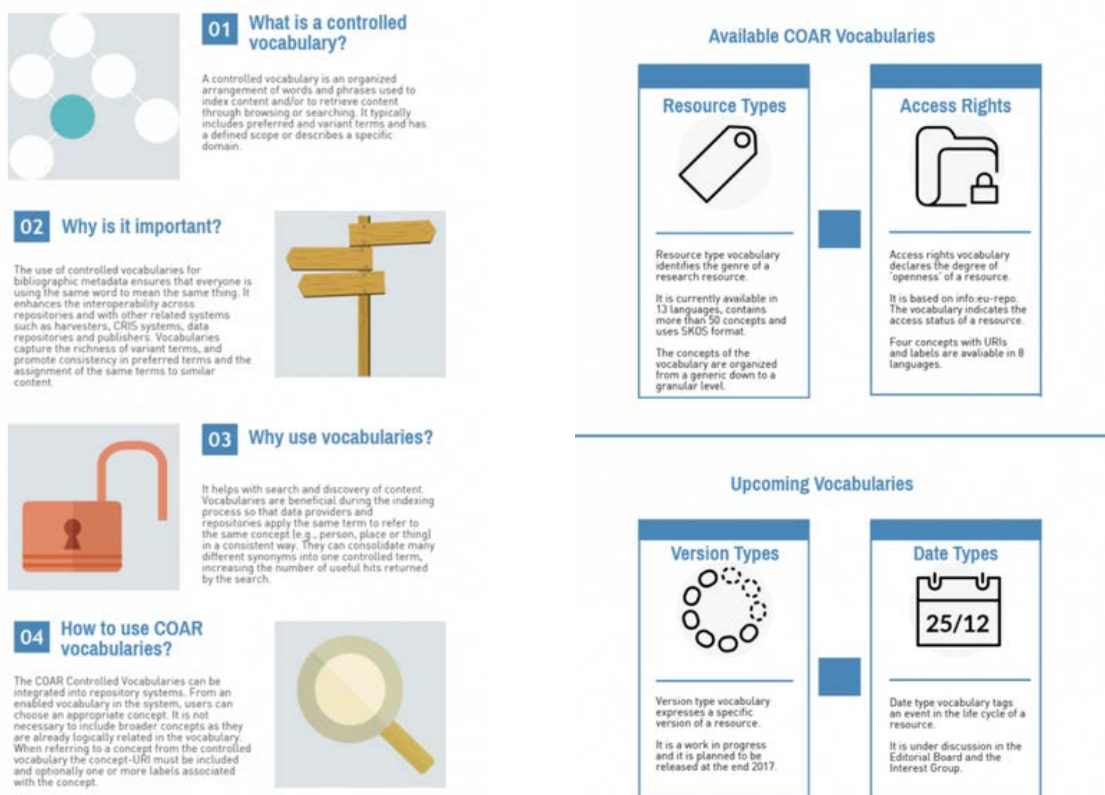 01
What is a controlled
vocabulary?
A controlled vocabulary is an organized
arrangement of words and phrases used to
index content and/or to retrieve content
through browsing or searching. It typically
includes preferred and variant terms and has
a defined scope or describes a specific
domain.
02
Why is it important?
The use of controlled vocabularies for
bibliographic metadata ensures that everyone is
using the same word to mean the same thing. It
enhances the interoperability across
repositories and with other related systems
such as harvesters, CRIS systems, data
repositories and publishers. Vocabularies
capture the richness of variant terms, and
promote consistency in preferred terms and the
assignment of the same terms to similar
content.
03
Why use vocabularies?
It helps with search and discovery of content.
Vocabularies are beneficial during the indexing
process so that data providers and
repositories apply the same term to refer to
the same concept (e.g., person, place or thing)
in a consistent way. They can consolidate many
different synonyms into one controlled term,
increasing the number of useful hits returned
by the search.
04
How to use COAR
vocabularies?
The COAR Controlled Vocabularies can be
integrated into repository systems. From an
enabled vocabulary in the system, users can
choose an appropriate concept. It is not
necessary to include broader concepts as they
are already logically related in the vocabulary.
When referring to a concept from the controlled
vocabulary the concept-URI must be included
and optionally one or more labels associated
with the concept.
Available COAR Vocabularies
Resource Types
Resource type vocabulary
identifies the genre of a
research resource.
It is currently available in
13 languages, contains
more than 50 concepts and
uses SKOS format.
The concepts of the
vocabulary are organized
from a generic down to a
granular level.
Access Rights
Access rights vocabulary
declares the degree of
'openness' of a resource.
It is based on info:eu-repo.
The vocabulary indicates the
access status of a resource.
Four concepts with URIs
and labels are avaliable in 8
languages.
Upcoming Vocabularies
Version Types
Version type vocabulary
expresses a specific
version of a resource.
It is a work in progress
and it is planned to be
released at the end 2017.
Date Types
25/12
Date type vocabulary tags
an event in the life cycle of a
resource.
It is under discussion in the
Editorial Board and the
Interest Group.